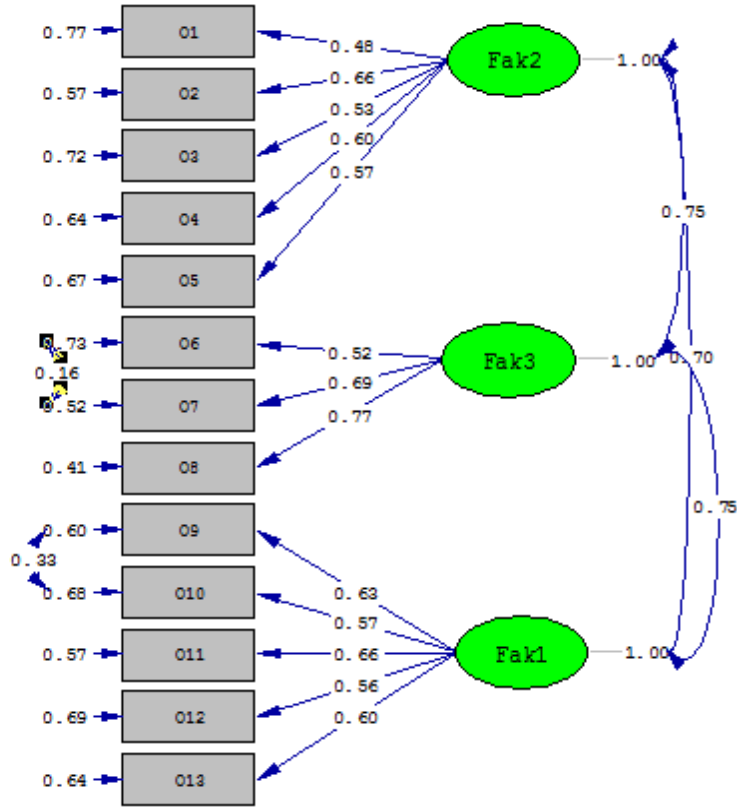 0.77 O1 0.48 Fak2 1.00
0.57 O2 0.66
0.72 O3 0.53
0.64 O4 0.60
0.67 O5 0.57
0.75
0.73 O6 0.52 Fak3 1.00 0.70
0.16
0.52 O7 0.69
0.41 O8 0.77
0.75
0.60 O9 0.63
0.33
0.68 O10 0.57
0.57 O11 0.66 Fak1 1.00
0.69 O12 0.56
0.64 O13 0.60